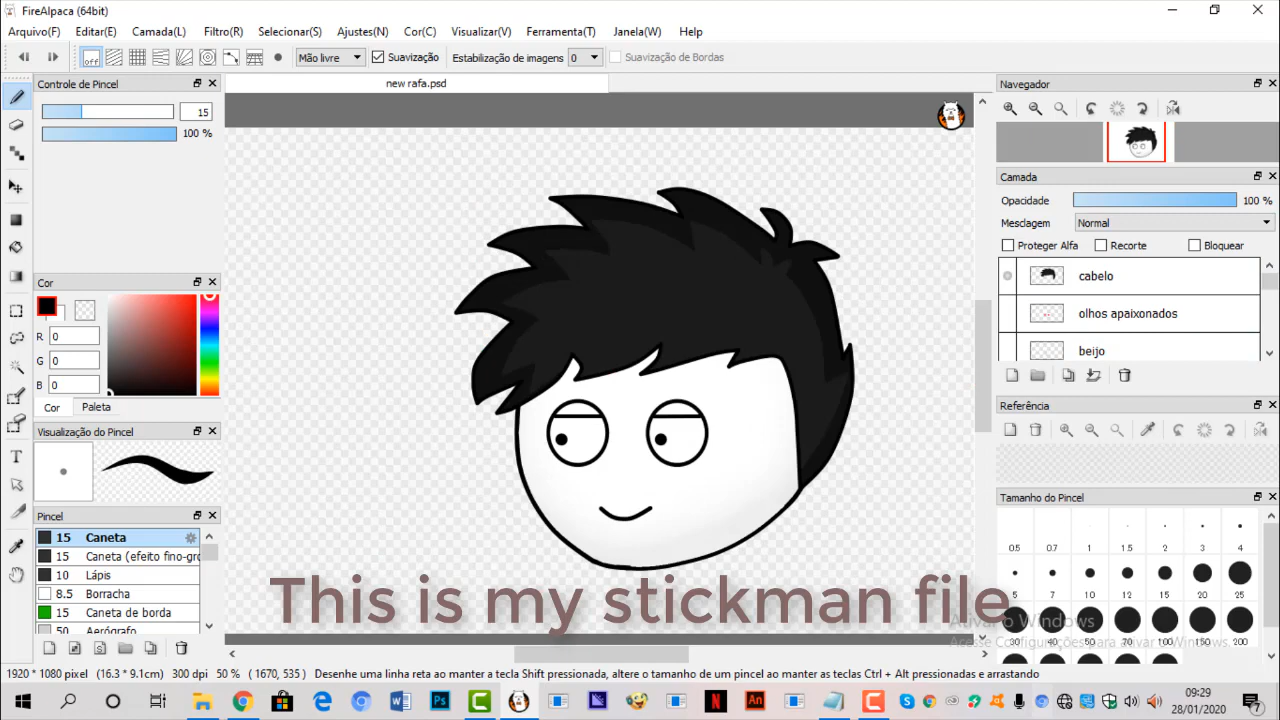 FireAlpaca (64bit)
Arquivo(F) Editar(E) Camada(L) Filtro(R) Selecionar(S) Ajustes(N) Cor(C) Visualizar(V) Ferramenta(T) Janela(W) Help
off Mão livre Suavização Estabilização de imagens 0 Suavização de Bordas
Controle de Pincel
15
100 %
new rafa.psd
Cor
R 0
G 0
B 0
Cor Paleta
Visualização do Pincel
Pincel
15 Caneta
15 Caneta (efeito fino-gro
10 Lápis
8.5 Borracha
15 Caneta de borda
50 Aerógrafo
Navegador
Camada
Opacidade 100 %
Mesclagem Normal
Proteger Alfa Recorte Bloquear
cabelo
olhos apaixonados
beijo
Referência
Tamanho do Pincel
0.5 0.7 1 1.5 2 3 4
5 7 10 12 15 20 25
30 40 50 70 100 150 200
This is my stickman file
Ativar o Windows
Acesse Configurações para ativar o Windows.
1920 * 1080 pixel (16.3 * 9.1cm) 300 dpi 50 % (1670, 535) Desenhe uma linha reta ao manter a tecla Shift pressionada, altere o tamanho de um pincel ao manter as teclas Ctrl + Alt pressionadas e arrastando
09:29
28/01/2020
7